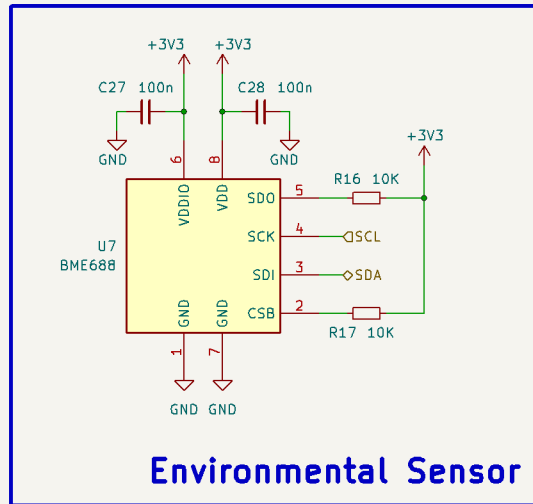 +3V3
+3V3
C27 100n
C28 100n
+3V3
GND
GND
6
8
VDDIO
VDD
R16 10K
SDO
5
U7
BME688
SCK
4
SCL
SDI
3
SDA
GND
GND
CSB
2
R17 10K
1
7
GND
GND
Environmental Sensor